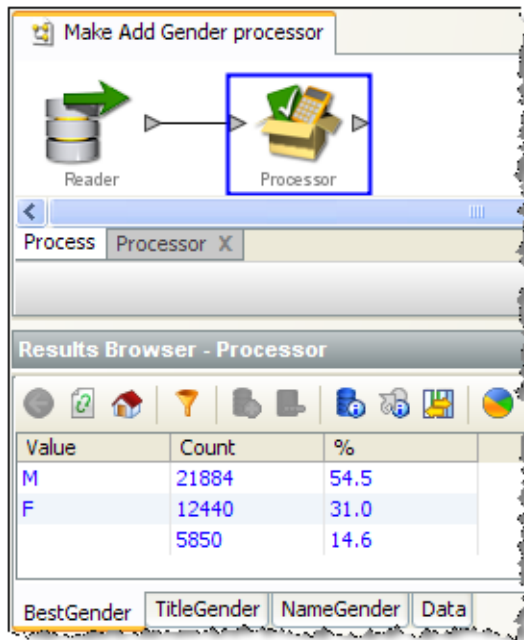 Make Add Gender processor
Reader Processor
Process Processor X
Results Browser - Processor
Value Count %
M 21884 54.5
F 12440 31.0
5850 14.6
BestGender TitleGender NameGender Data